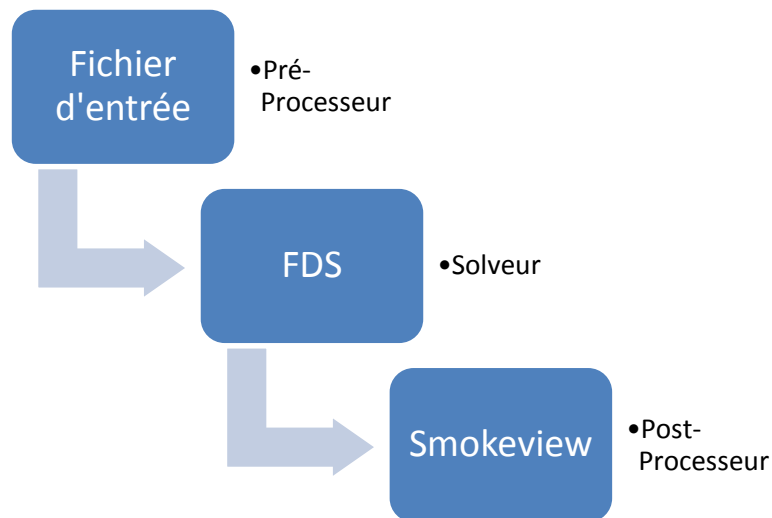 Fichier
d'entrée
•Pré-
Processeur
FDS
•Solveur
Smokeview
•Post-
Processeur